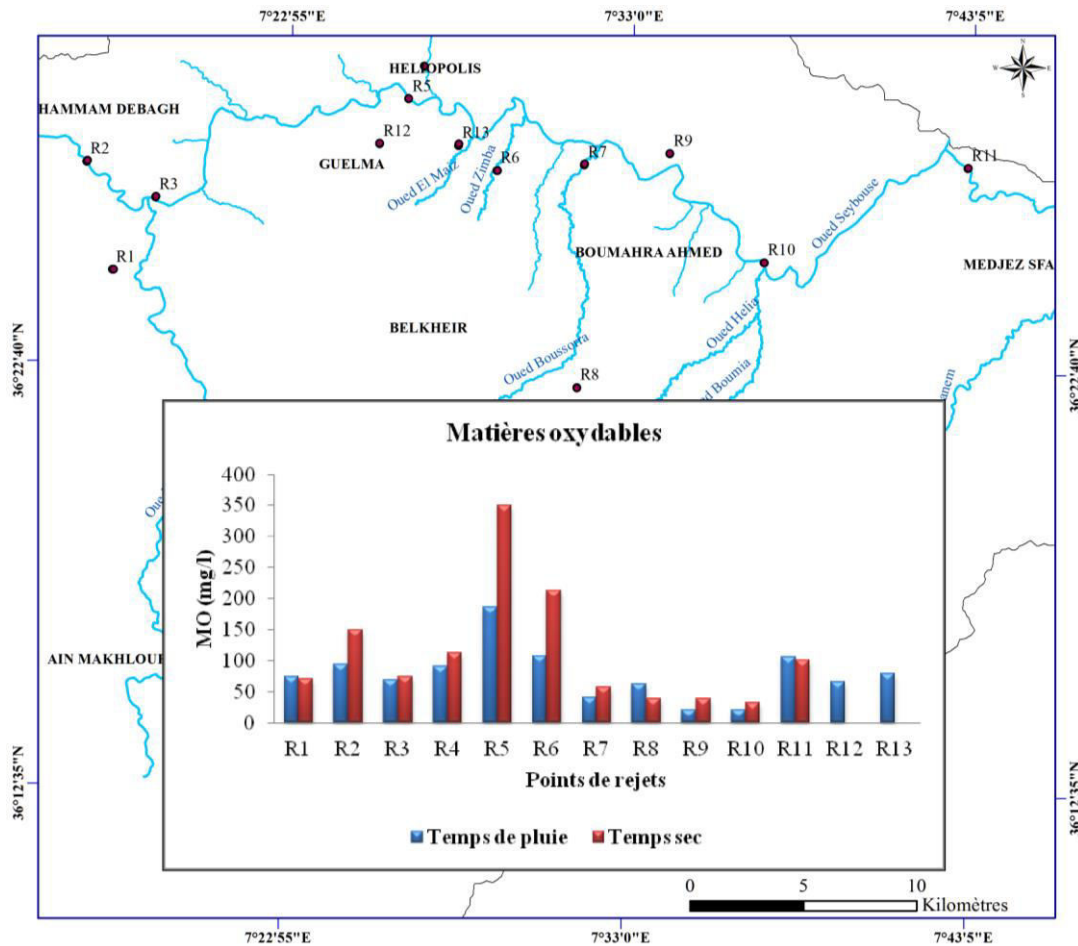 7°22'55"E 7°33'0"E 7°43'5"E
N
W E
S
HELIOPOLIS
R5
HAMMAM DEBAGH
R12
R13
R2
GUELMA
R9
R7
R6
R11
Oued El Maiz
Oued Zimba
R3
Oued Seybouse
BOUMAHRA AHMED
R1
R10
MEDJEZ SFA
BELKHEIR
Oued Helia
36°22'40"N
36°22'40"N
Oued Boussorra
R8
ed Boumia
anem
Matières oxydables
400
350
300
250
200
150
100
50
0
MO (mg/l)
R1 R2 R3 R4 R5 R6 R7 R8 R9 R10 R11 R12 R13
Points de rejets
Temps de pluie Temps sec
Oue
AIN MAKHLOUF
36°12'35"N
36°12'35"N
0 5 10
Kilomètres
7°22'55"E 7°33'0"E 7°43'5"E